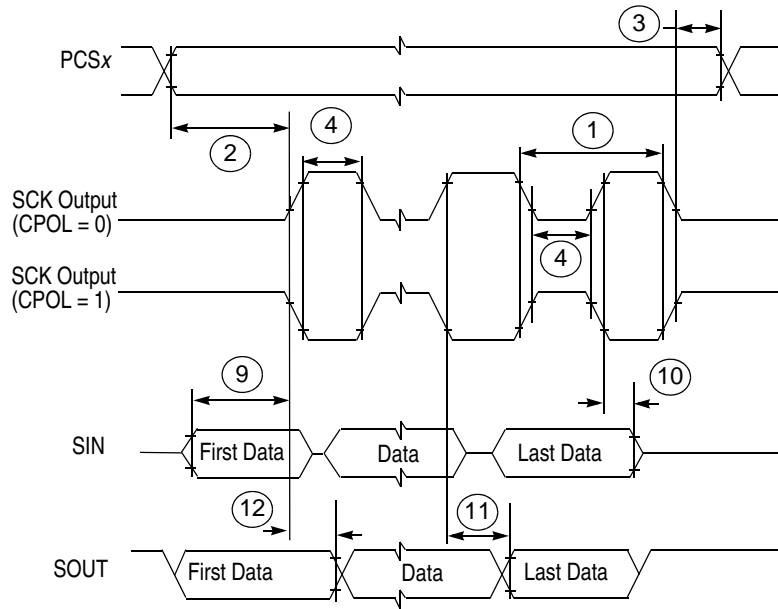 3
PCSx
2
4
1
SCK Output
(CPOL = 0)
4
SCK Output
(CPOL = 1)
9
10
SIN
First Data
Data
Last Data
12
11
SOUT
First Data
Data
Last Data